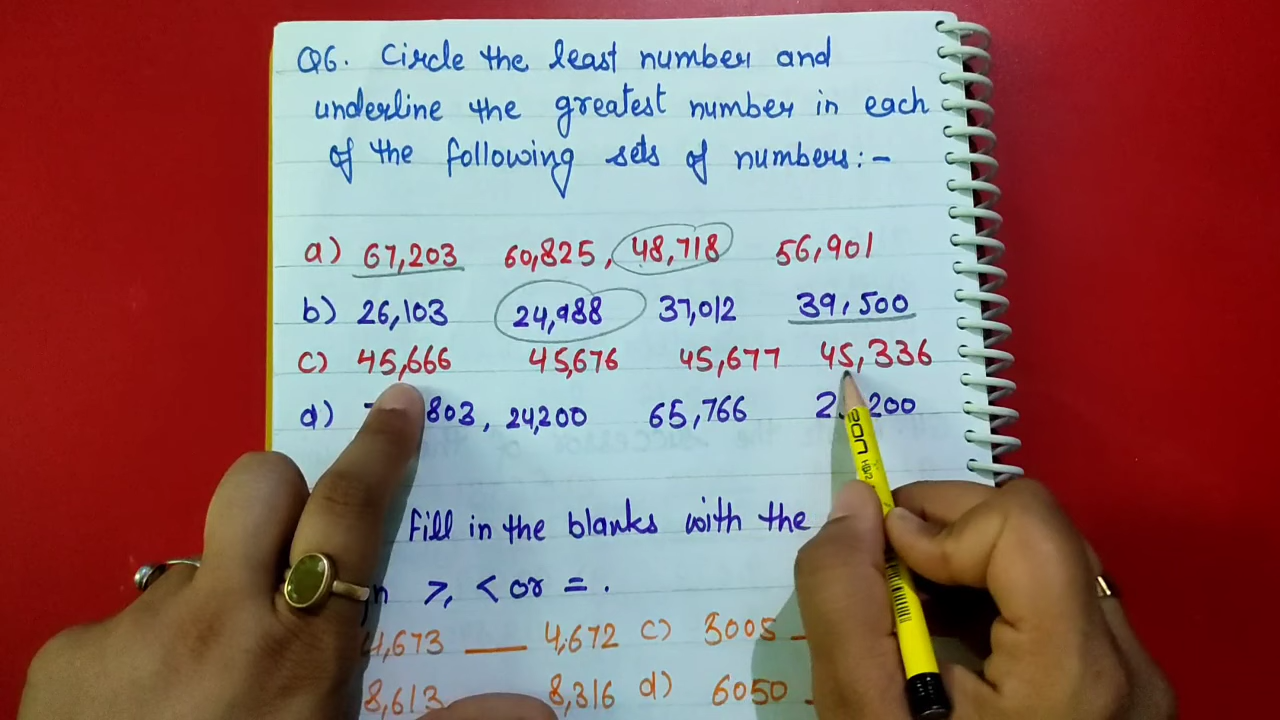 Q6. Circle the least number and
underline the greatest number in each
of the following sets of numbers:-
a) 67,203 60,825, 48,718 56,901
b) 26,103 24,988 37,012 39,500
c) 45,666 45,676 45,677 45,336
d) 803, 24,200 65,766 200
Fill in the blanks with the
>, < or = .
4,673 ___ 4,672 c) 5005
8,613 8,316 d) 6050